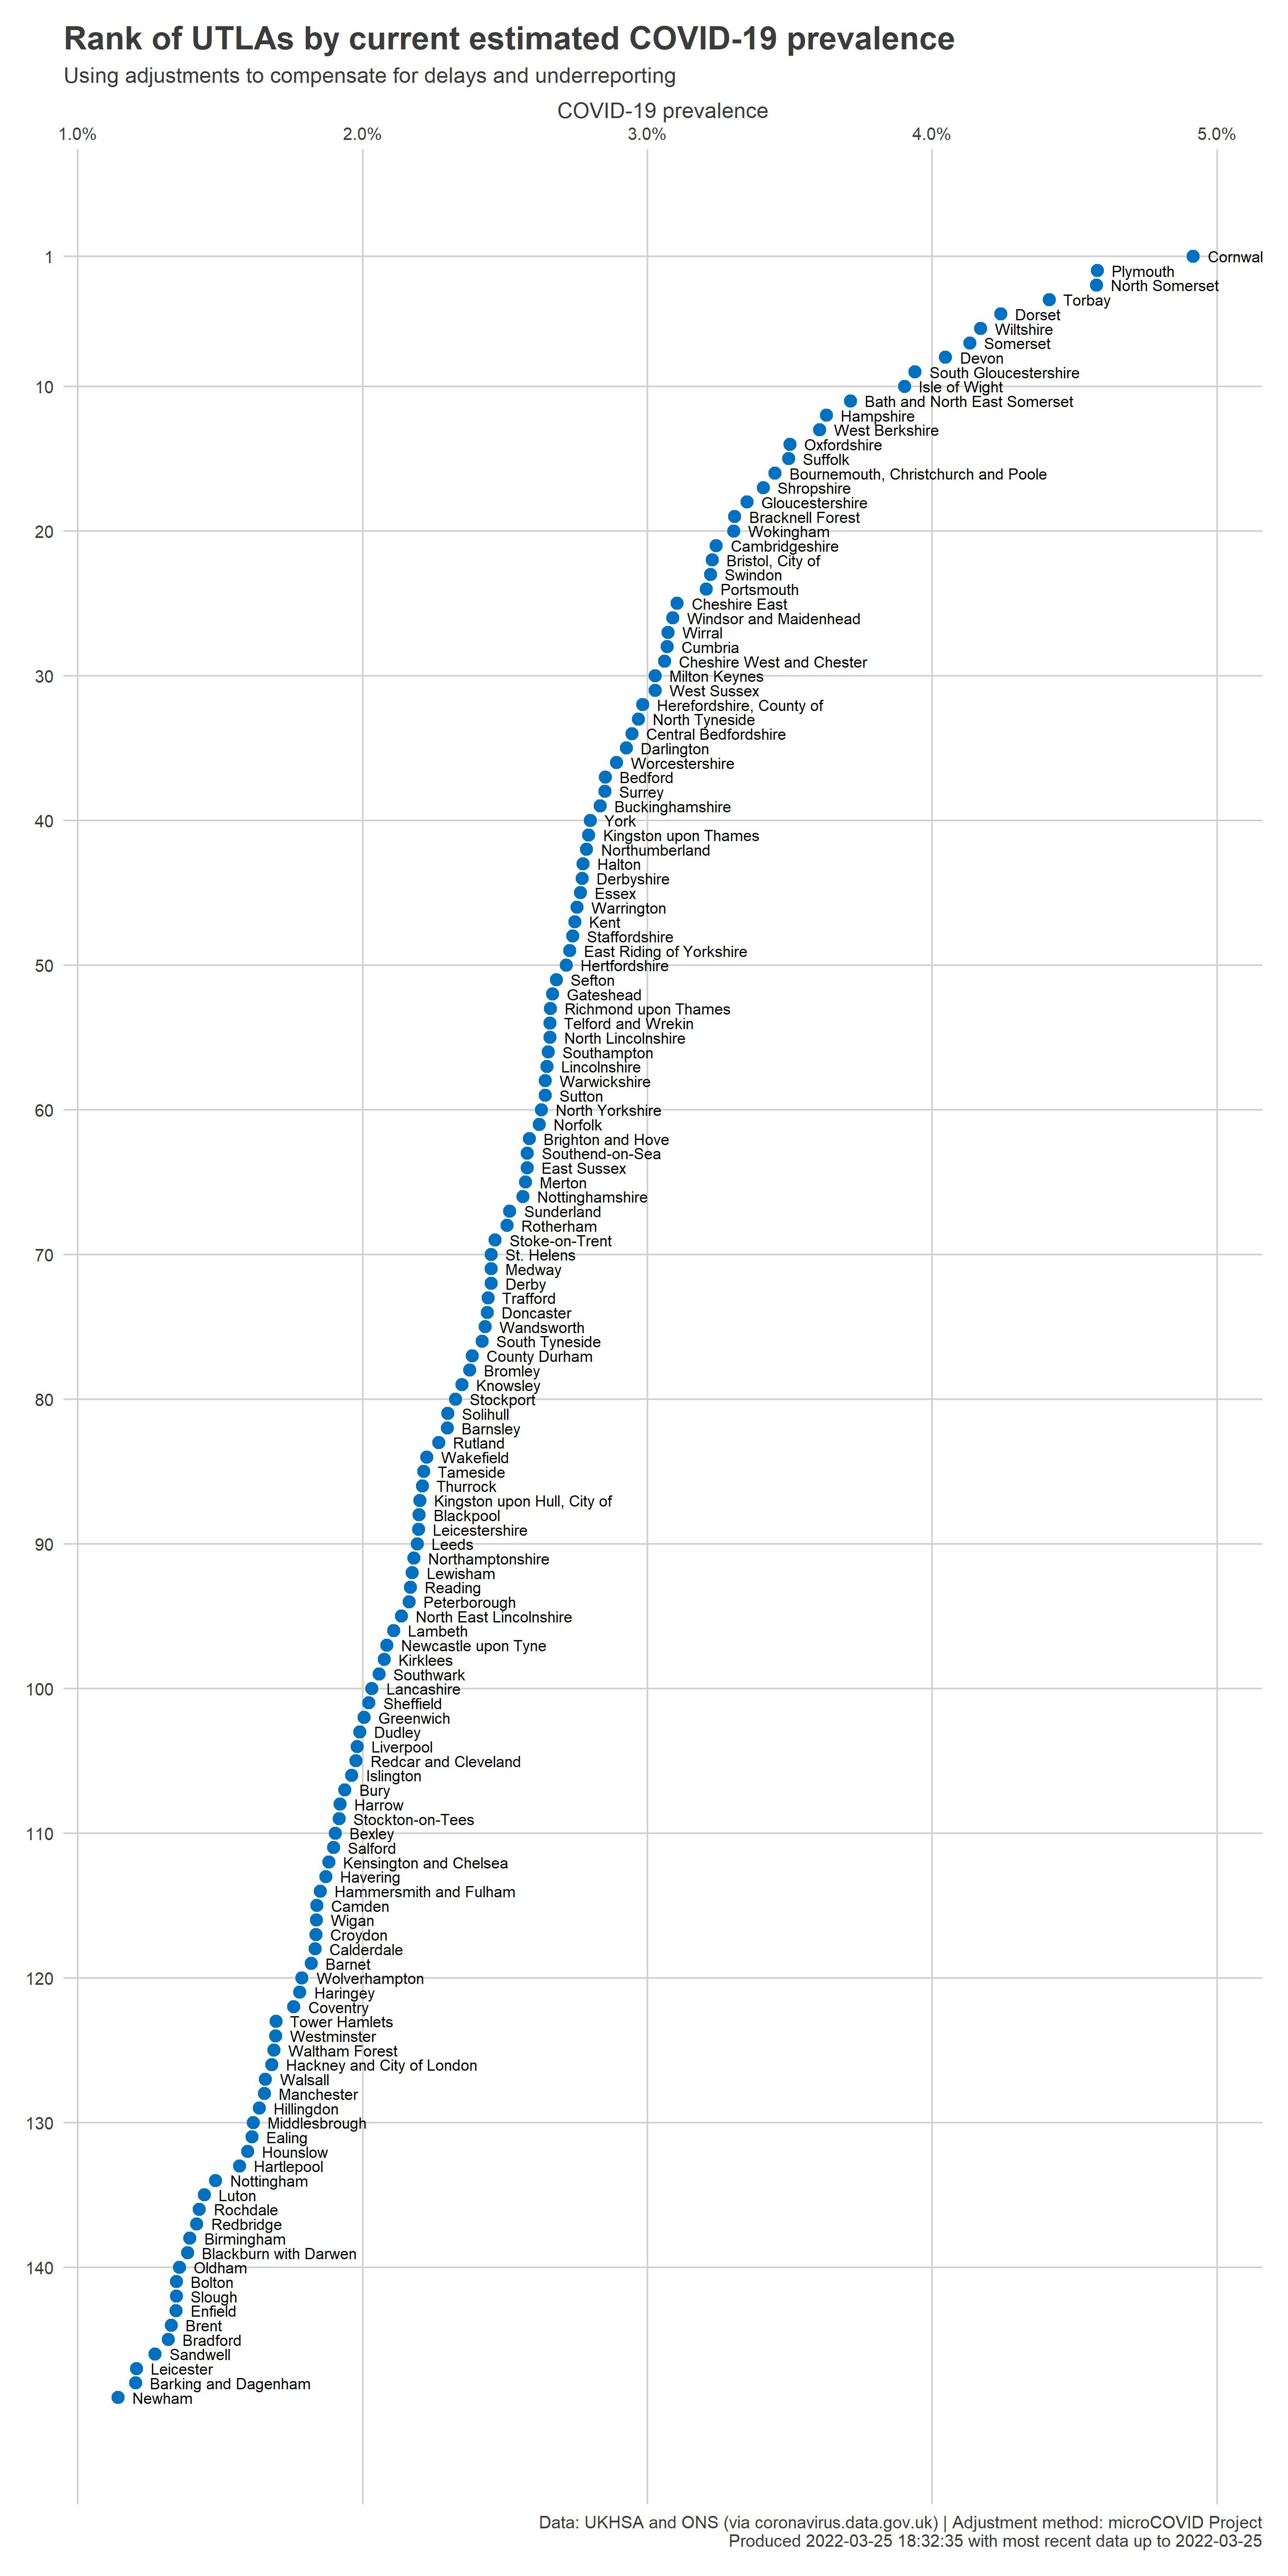 Rank of UTLAs by current estimated COVID-19 prevalence
Using adjustments to compensate for delays and underreporting
COVID-19 prevalence
1.0% 2.0% 3.0% 4.0% 5.0%
1 Cornwal
Plymouth
North Somerset
Torbay
Dorset
Wiltshire
Somerset
Devon
South Gloucestershire
10 Isle of Wight
Bath and North East Somerset
Hampshire
West Berkshire
Oxfordshire
Suffolk
Bournemouth, Christchurch and Poole
Shropshire
Gloucestershire
Bracknell Forest
20 Wokingham
Cambridgeshire
Bristol, City of
Swindon
Portsmouth
Cheshire East
Windsor and Maidenhead
Wirral
Cumbria
Cheshire West and Chester
30 Milton Keynes
West Sussex
Herefordshire, County of
North Tyneside
Central Bedfordshire
Darlington
Worcestershire
Bedford
Surrey
Buckinghamshire
40 York
Kingston upon Thames
Northumberland
Halton
Derbyshire
Essex
Warrington
Kent
Staffordshire
East Riding of Yorkshire
50 Hertfordshire
Sefton
Gateshead
Richmond upon Thames
Telford and Wrekin
North Lincolnshire
Southampton
Lincolnshire
Warwickshire
Sutton
60 North Yorkshire
Norfolk
Brighton and Hove
Southend-on-Sea
East Sussex
Merton
Nottinghamshire
Sunderland
Rotherham
Stoke-on-Trent
70 St. Helens
Medway
Derby
Trafford
Doncaster
Wandsworth
South Tyneside
County Durham
Bromley
Knowsley
80 Stockport
Solihull
Barnsley
Rutland
Wakefield
Tameside
Thurrock
Kingston upon Hull, City of
Blackpool
Leicestershire
90 Leeds
Northamptonshire
Lewisham
Reading
Peterborough
North East Lincolnshire
Lambeth
Newcastle upon Tyne
Kirklees
Southwark
100 Lancashire
Sheffield
Greenwich
Dudley
Liverpool
Redcar and Cleveland
Islington
Bury
Harrow
Stockton-on-Tees
110 Bexley
Salford
Kensington and Chelsea
Havering
Hammersmith and Fulham
Camden
Wigan
Croydon
Calderdale
Barnet
120 Wolverhampton
Haringey
Coventry
Tower Hamlets
Westminster
Waltham Forest
Hackney and City of London
Walsall
Manchester
Hillingdon
130 Middlesbrough
Ealing
Hounslow
Hartlepool
Nottingham
Luton
Rochdale
Redbridge
Birmingham
Blackburn with Darwen
140 Oldham
Bolton
Slough
Enfield
Brent
Bradford
Sandwell
Leicester
Barking and Dagenham
Newham
Data: UKHSA and ONS (via coronavirus.data.gov.uk) | Adjustment method: microCOVID Project
Produced 2022-03-25 18:32:35 with most recent data up to 2022-03-25